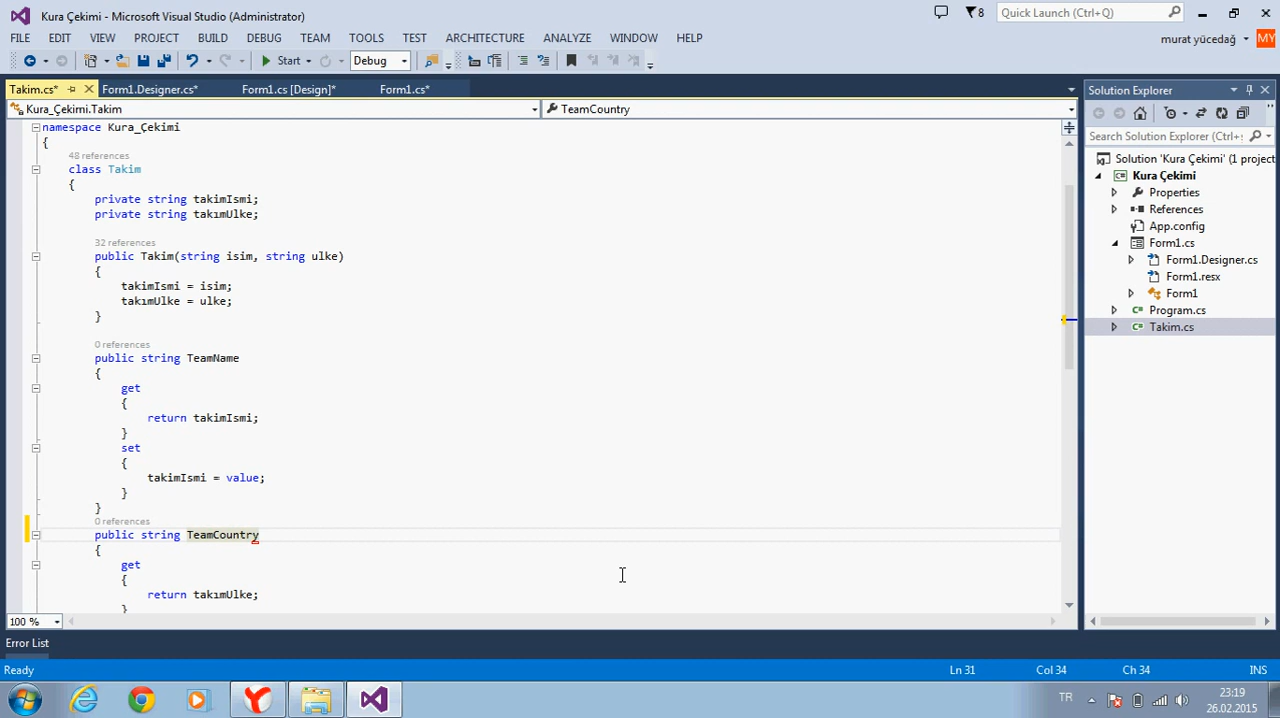 Kura Çekimi - Microsoft Visual Studio (Administrator)
8
Quick Launch (Ctrl+Q)
FILE EDIT VIEW PROJECT BUILD DEBUG TEAM TOOLS TEST ARCHITECTURE ANALYZE WINDOW HELP
murat yücedağ MY
Start Debug
Takim.cs* Form1.Designer.cs* Form1.cs [Design]* Form1.cs*
Kura_Çekimi.Takim TeamCountry
namespace Kura_Çekimi
{
48 references
class Takim
{
private string takimIsmi;
private string takımUlke;
32 references
public Takim(string isim, string ulke)
{
takimIsmi = isim;
takımUlke = ulke;
}
0 references
public string TeamName
{
get
{
return takimIsmi;
}
set
{
takimIsmi = value;
}
}
0 references
public string TeamCountry
{
get
{
return takımUlke;
}
100 %
Solution Explorer
Search Solution Explorer (Ctrl+ş
Solution 'Kura Çekimi' (1 project
Kura Çekimi
Properties
References
App.config
Form1.cs
Form1.Designer.cs
Form1.resx
Form1
Program.cs
Takim.cs
Error List
Ready Ln 31 Col 34 Ch 34 INS
TR
23:19
26.02.2015